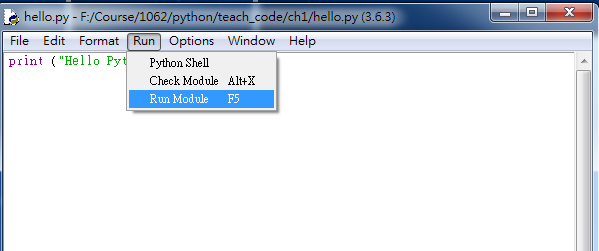 hello.py - F:/Course/1062/python/teach_code/ch1/hello.py (3.6.3)
File Edit Format Run Options Window Help
print ("Hello Pyt
Python Shell
Check Module Alt+X
Run Module F5